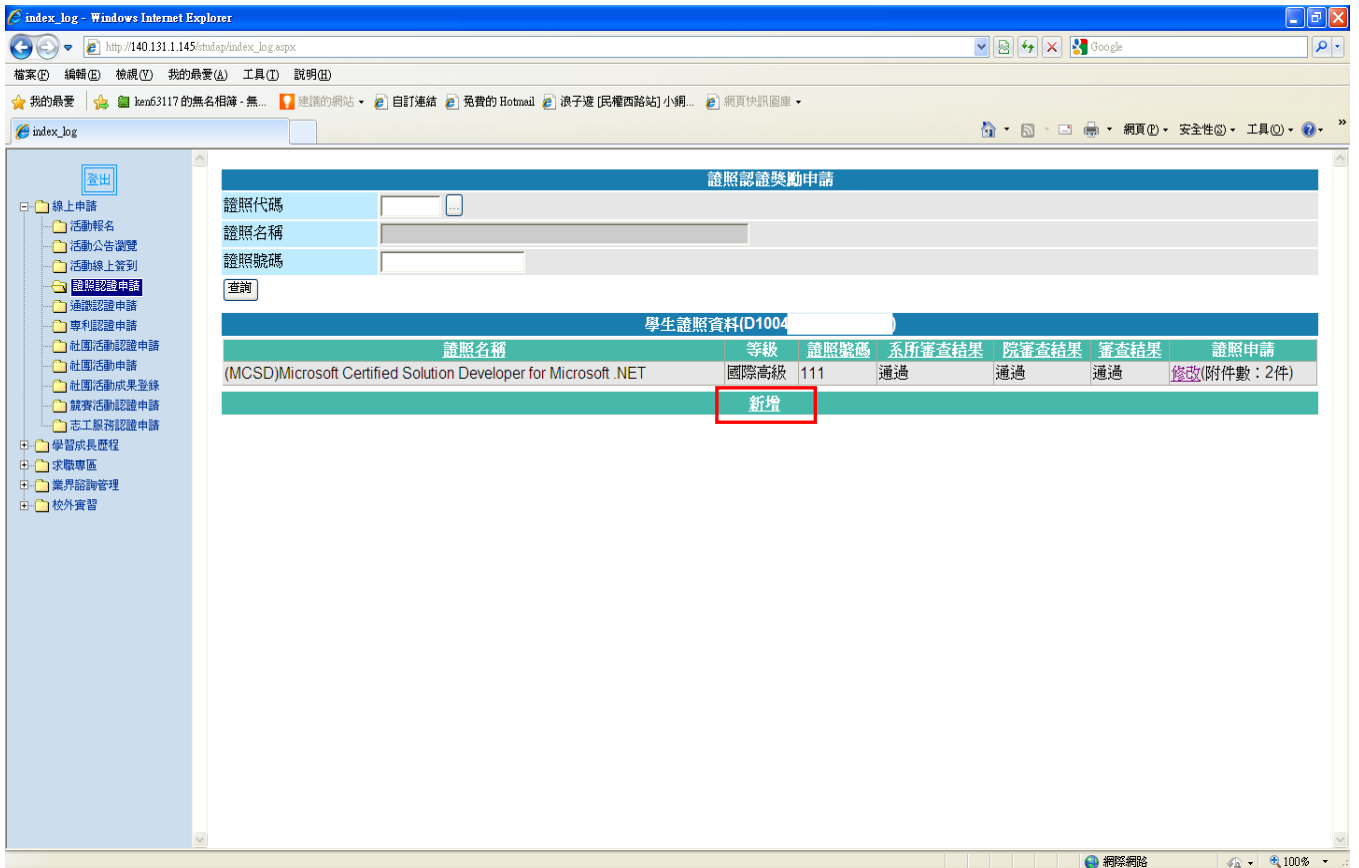 index_log - Windows Internet Explorer
http://140.131.1.145/studap/index_log.aspx
Google
檔案(F) 編輯(E) 檢視(V) 我的最愛(A) 工具(T) 說明(H)
我的最愛 ken63117 的無名相簿 - 無... 建議的網站 自訂連結 免費的 Hotmail 浪子遼 [民權西路站] 小網... 網頁快訊圖庫
index_log
網頁(P) 安全性(S) 工具(O)
登出
線上申請
活動報名
活動公告瀏覽
活動線上簽到
證照認證申請
通識認證申請
專利認證申請
社團活動認證申請
社團活動申請
社團活動成果登錄
競賽活動認證申請
志工服務認證申請
學習成長歷程
求職專區
業界諮詢管理
校外實習
證照認證獎勵申請
證照代碼 ...
證照名稱
證照號碼
查詢
學生證照資料(D1004 )
證照名稱 等級 證照號碼 系所審查結果 院審查結果 審查結果 證照申請
(MCSD)Microsoft Certified Solution Developer for Microsoft .NET 國際高級 111 通過 通過 通過 修改(附件數：2件)
新增
網際網路 100%